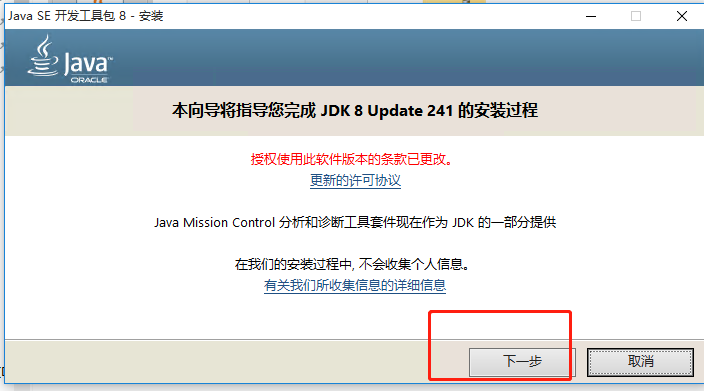 Java SE 开发工具包 8 - 安装
Java
ORACLE
本向导将指导您完成 JDK 8 Update 241 的安装过程
授权使用此软件版本的条款已更改。
更新的许可协议
Java Mission Control 分析和诊断工具套件现在作为 JDK 的一部分提供
在我们的安装过程中, 不会收集个人信息。
有关我们所收集信息的详细信息
下一步
取消